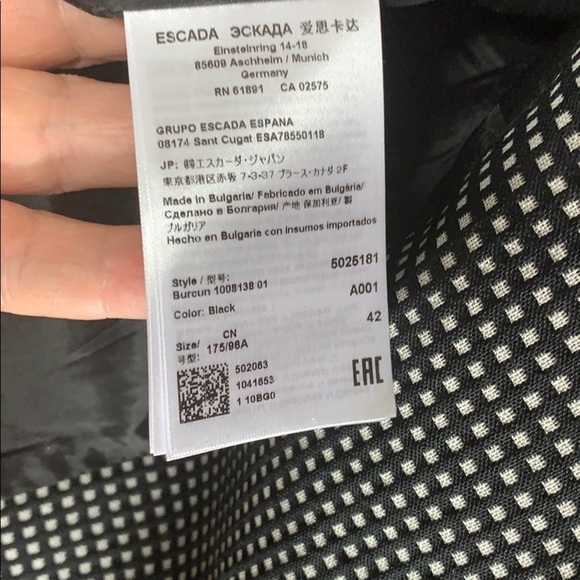 ESCADA ЭСКАДА 爱思卡达
Einsteinring 14-18
85609 Aschheim / Munich
Germany
RN 61891 CA 02575
GRUPO ESCADA ESPANA
08174 Sant Cugat ESA78550118
JP: ㈱エスカーダ・ジャパン
東京都港区赤坂 7-3-37 プラース・カナダ 2F
Made in Bulgaria/ Fabricado em Bulgária/
Сделано в Болгарии/ 产地 保加利亚/ 製
ブルガリア
Hecho en Bulgaria con insumos importados
Style / 型号: 5025181
Burcun 1008138 01
Color: Black A001
42
Size/ CN
号型: 175/96A
502063
1041653
1 10BG0
EAC